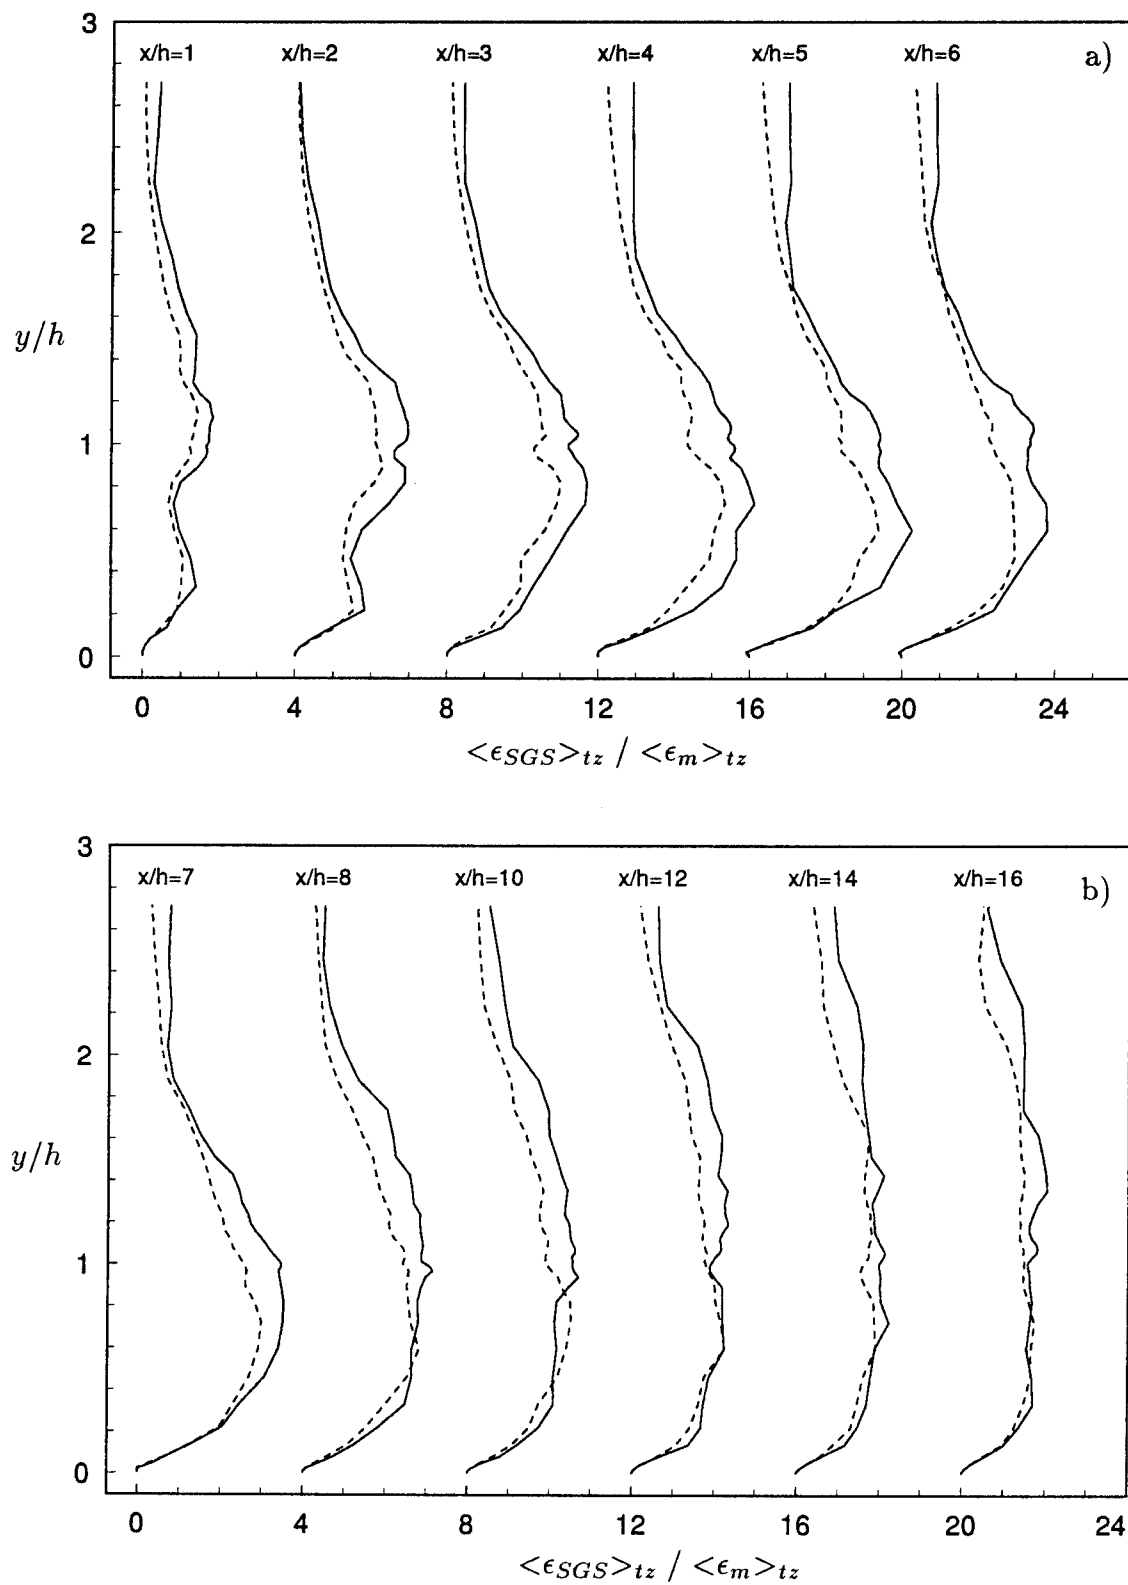 3
x/h=1 x/h=2 x/h=3 x/h=4 x/h=5 x/h=6 a)
2
y/h
1
0
0 4 8 12 16 20 24
<ϵSGS>tz / <ϵm>tz
3
x/h=7 x/h=8 x/h=10 x/h=12 x/h=14 x/h=16 b)
2
y/h
1
0
0 4 8 12 16 20 24
<ϵSGS>tz / <ϵm>tz